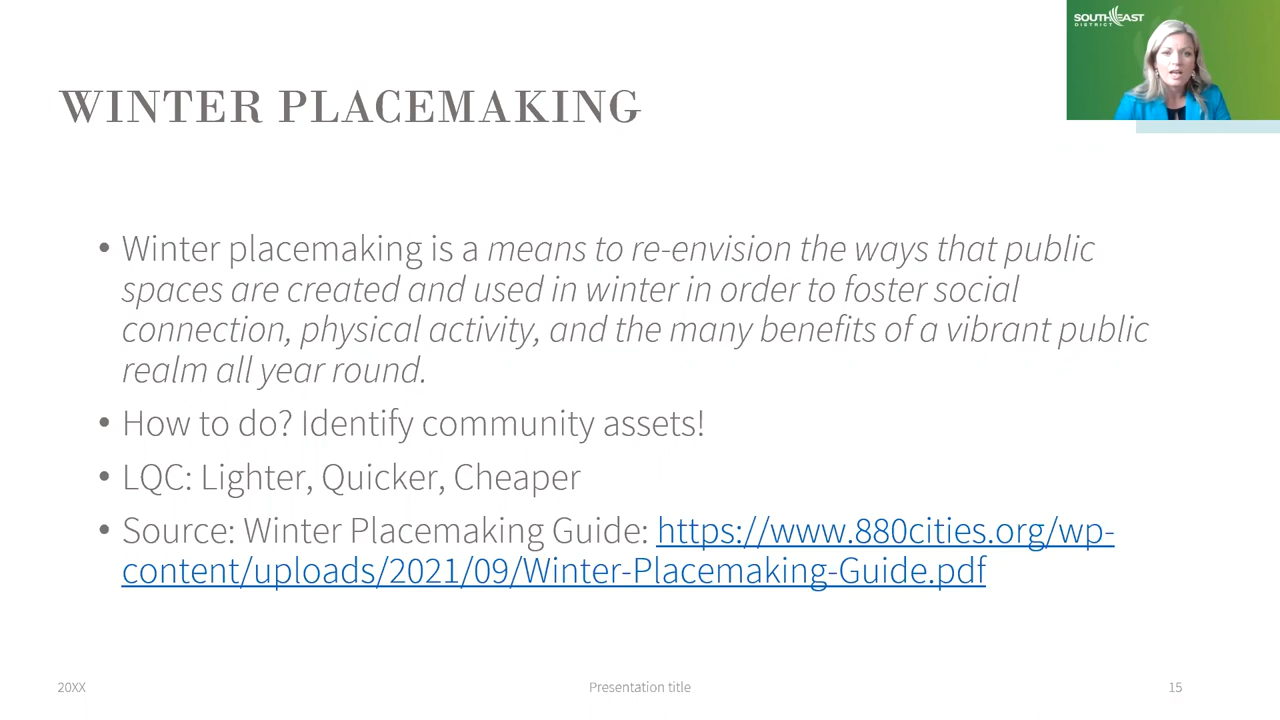 SOUTHEAST
DISTRICT
WINTER PLACEMAKING
• Winter placemaking is a means to re-envision the ways that public
spaces are created and used in winter in order to foster social
connection, physical activity, and the many benefits of a vibrant public
realm all year round.
• How to do? Identify community assets!
• LQC: Lighter, Quicker, Cheaper
• Source: Winter Placemaking Guide: https://www.880cities.org/wp-
content/uploads/2021/09/Winter-Placemaking-Guide.pdf
20XX
Presentation title
15